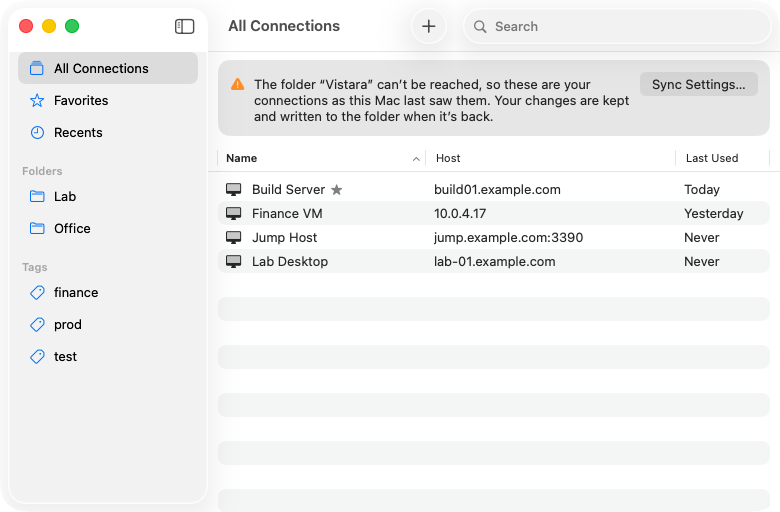 All Connections
Search
All Connections
Favorites
Recents
Folders
Lab
Office
Tags
finance
prod
test
The folder “Vistara” can’t be reached, so these are your
connections as this Mac last saw them. Your changes are kept
and written to the folder when it’s back.
Sync Settings…
Name Host Last Used
Build Server build01.example.com Today
Finance VM 10.0.4.17 Yesterday
Jump Host jump.example.com:3390 Never
Lab Desktop lab-01.example.com Never